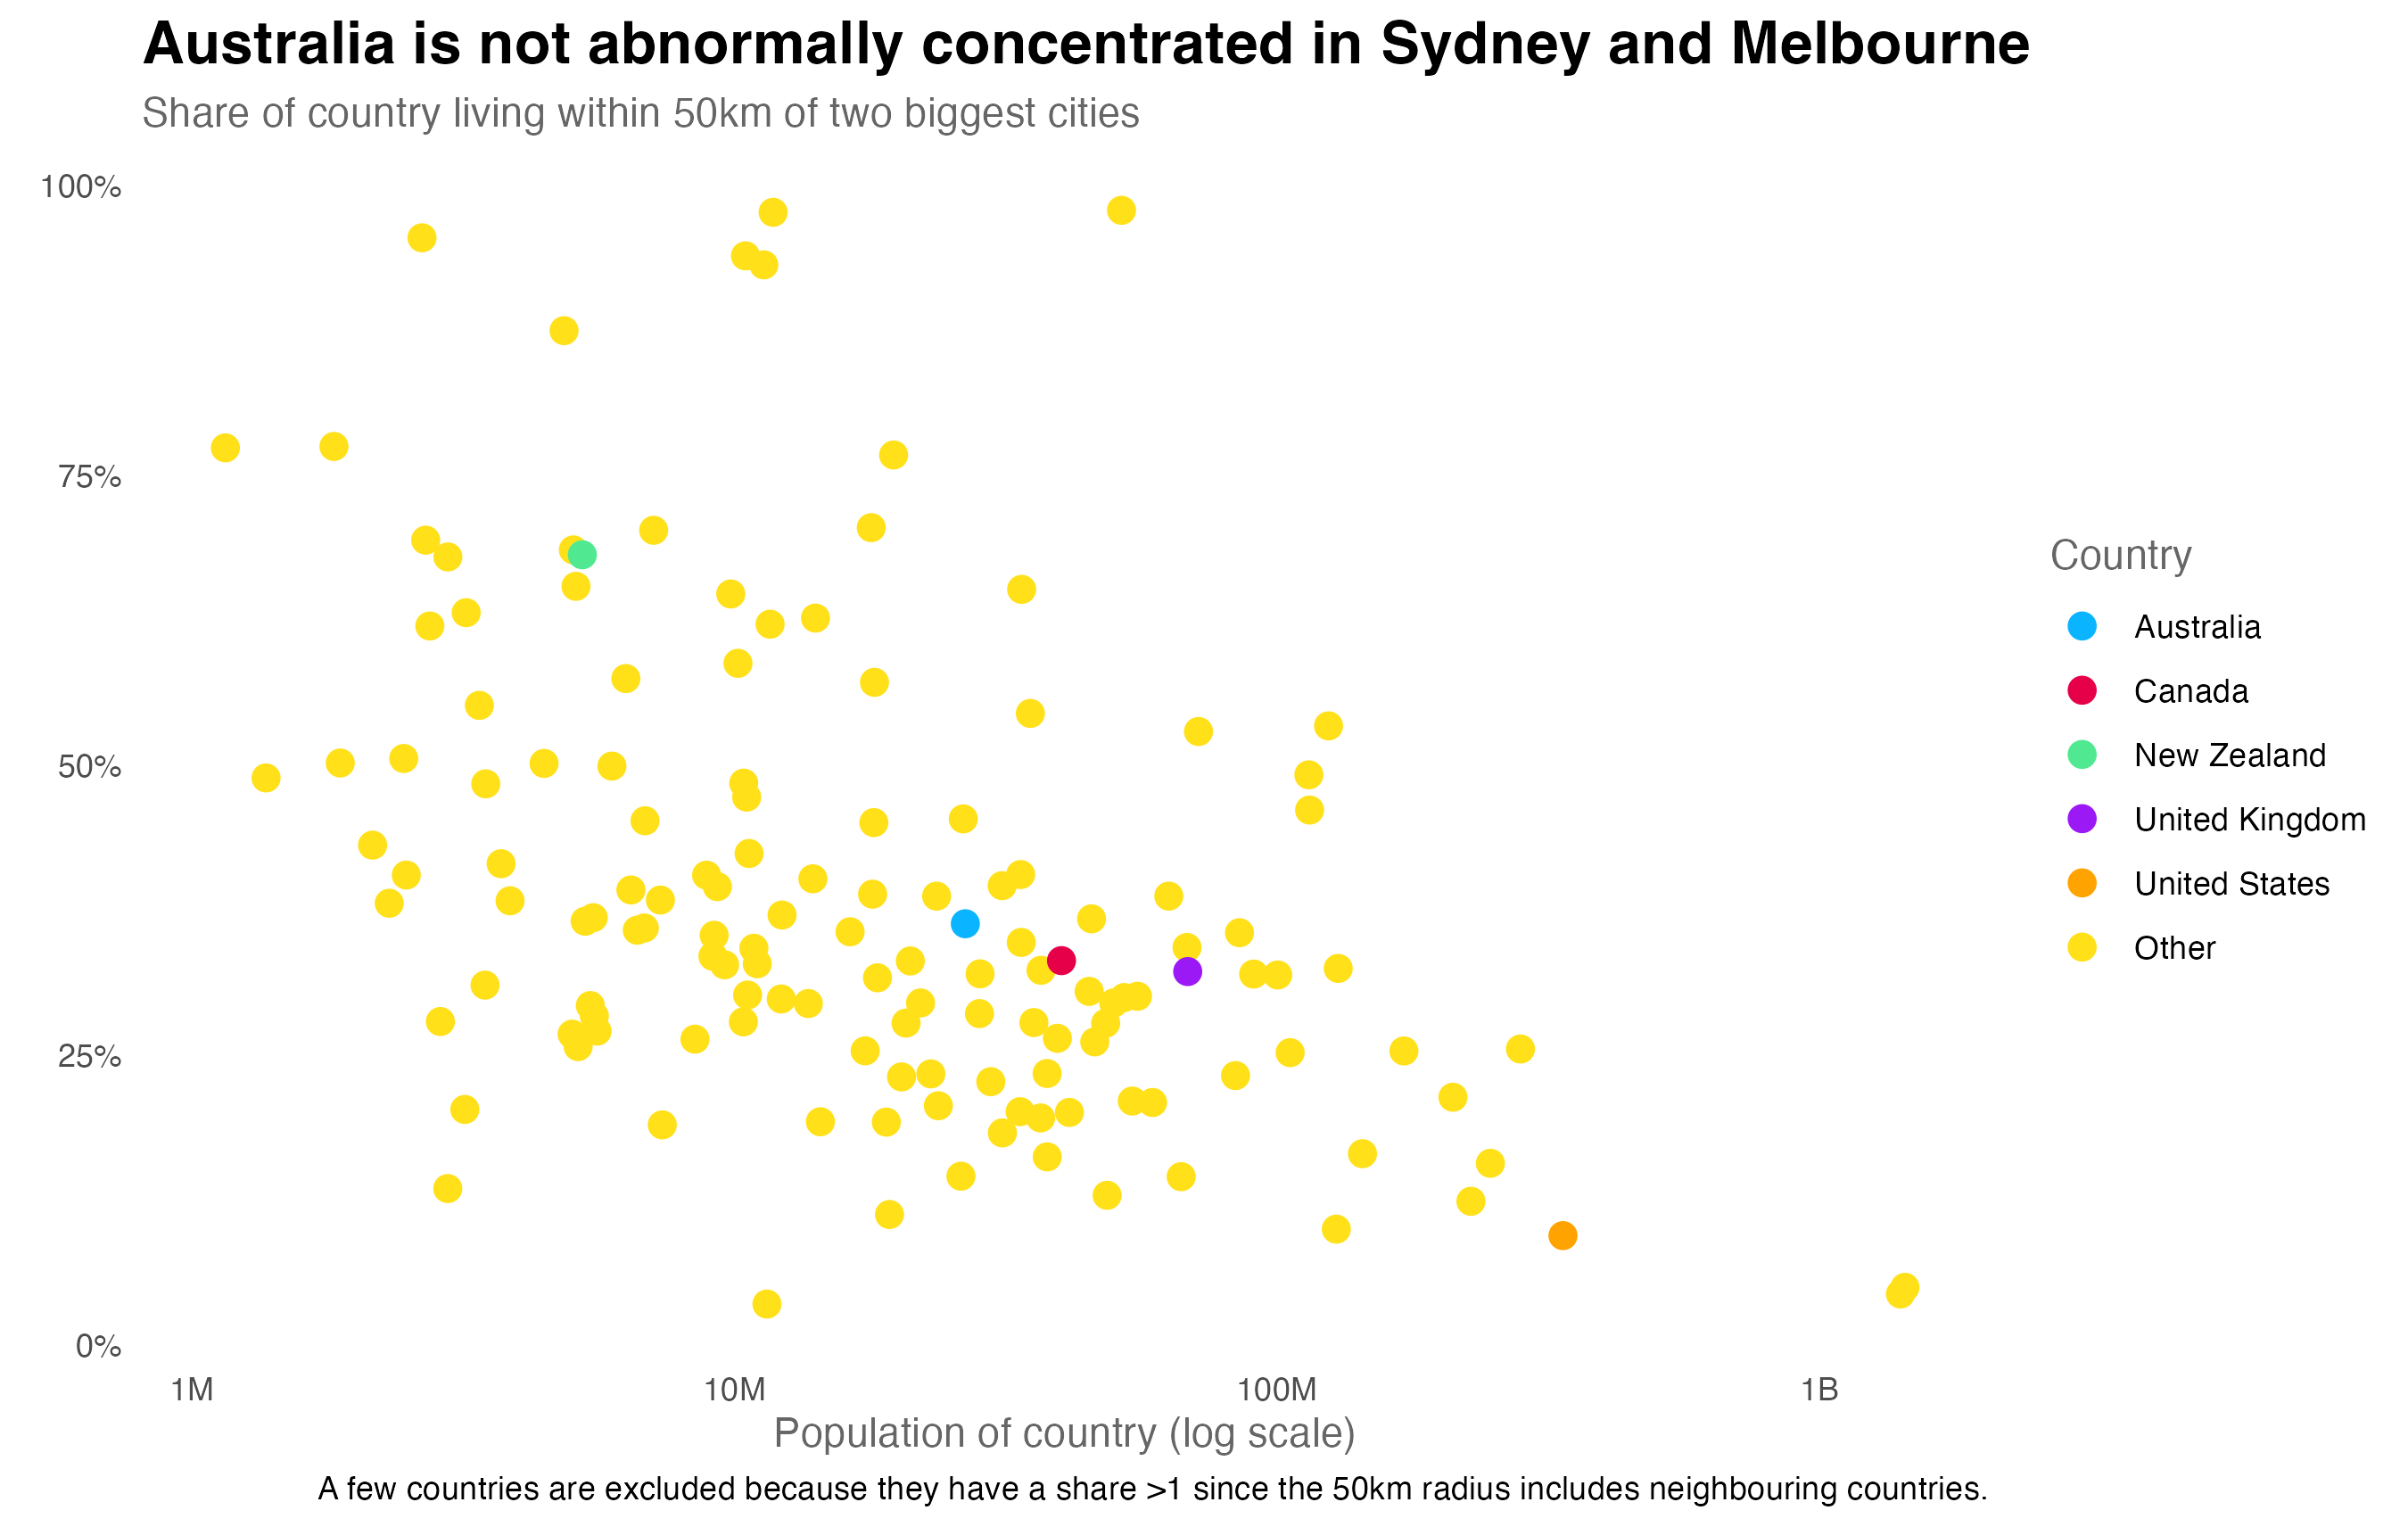 Australia is not abnormally concentrated in Sydney and Melbourne
Share of country living within 50km of two biggest cities
100%
75%
50%
25%
0%
1M
10M
100M
1B
Population of country (log scale)
A few countries are excluded because they have a share >1 since the 50km radius includes neighbouring countries.
Country
Australia
Canada
New Zealand
United Kingdom
United States
Other